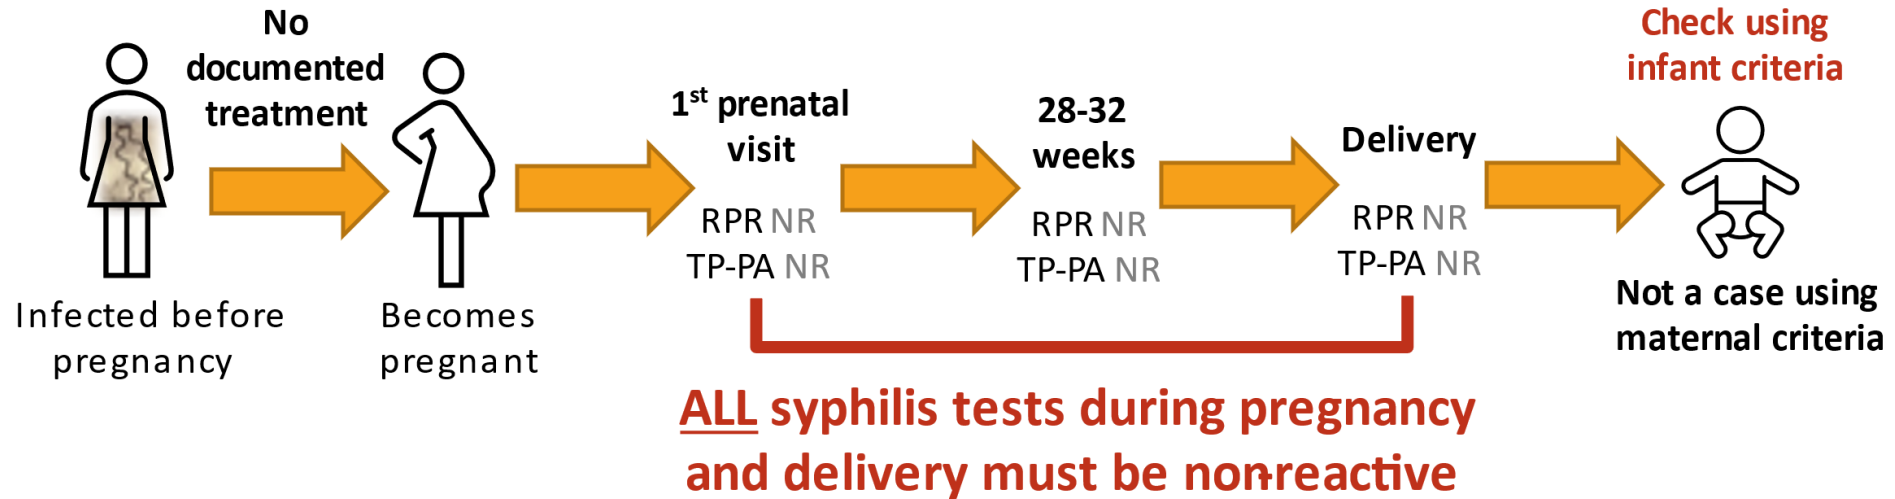 No
documented
treatment
Infected before
pregnancy
Becomes
pregnant
1st prenatal
visit
RPR NR
TP-PA NR
28-32
weeks
RPR NR
TP-PA NR
Delivery
RPR NR
TP-PA NR
Check using
infant criteria
Not a case using
maternal criteria
ALL syphilis tests during pregnancy
and delivery must be non-reactive